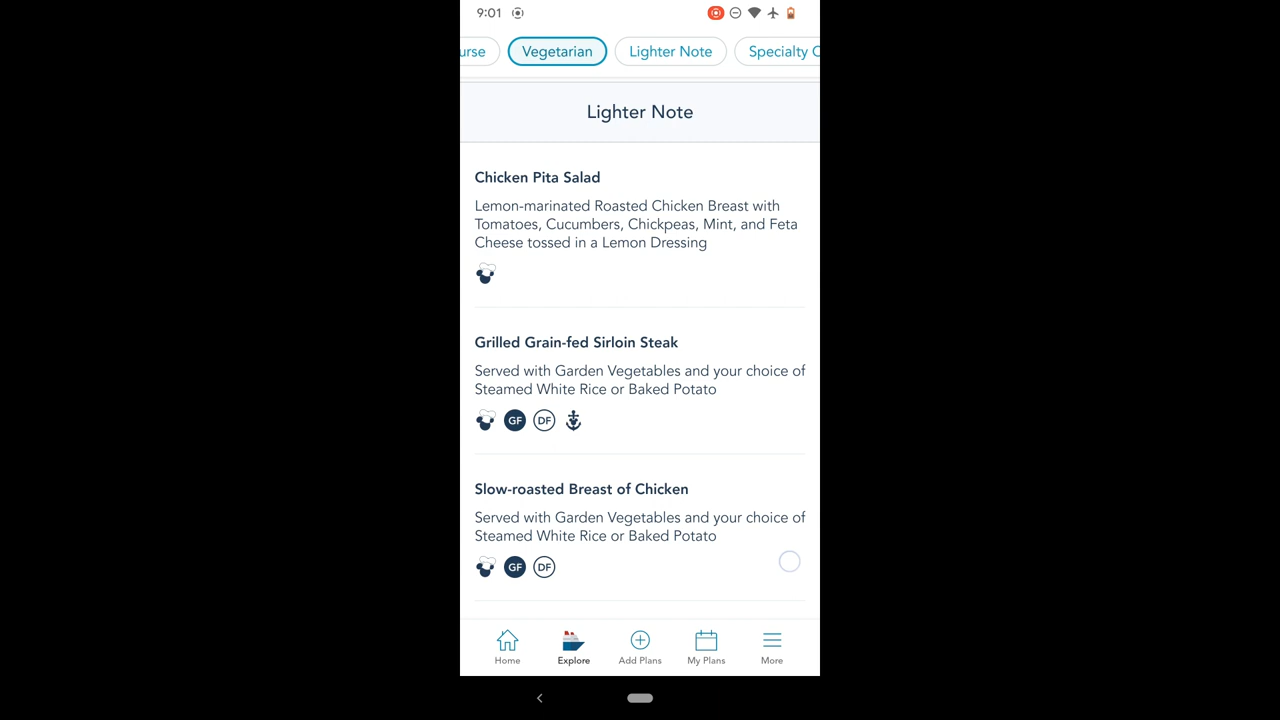 9:01
urse
Vegetarian
Lighter Note
Specialty C
Lighter Note
Chicken Pita Salad
Lemon-marinated Roasted Chicken Breast with
Tomatoes, Cucumbers, Chickpeas, Mint, and Feta
Cheese tossed in a Lemon Dressing
Grilled Grain-fed Sirloin Steak
Served with Garden Vegetables and your choice of
Steamed White Rice or Baked Potato
GF DF
Slow-roasted Breast of Chicken
Served with Garden Vegetables and your choice of
Steamed White Rice or Baked Potato
GF DF
Home
Explore
Add Plans
My Plans
More